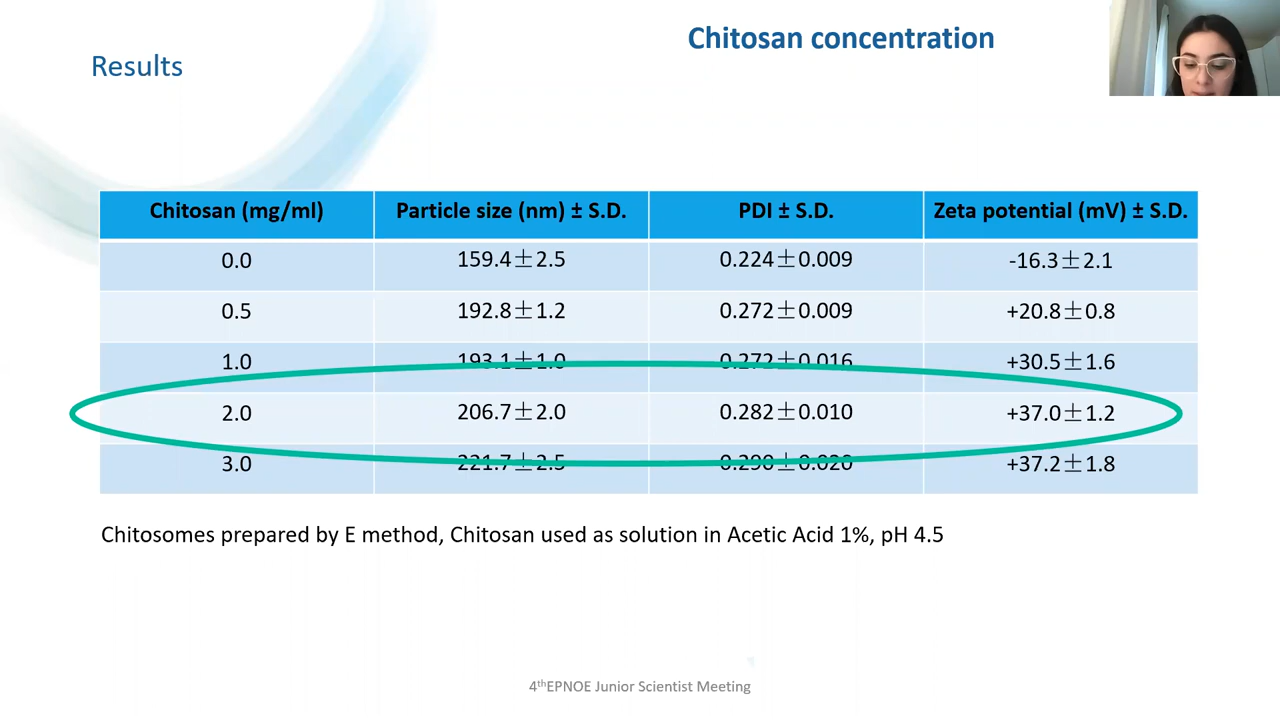 Chitosan concentration
Results
Chitosan (mg/ml) Particle size (nm) ± S.D. PDI ± S.D. Zeta potential (mV) ± S.D.
0.0 159.4±2.5 0.224±0.009 -16.3±2.1
0.5 192.8±1.2 0.272±0.009 +20.8±0.8
1.0 193.1±1.0 0.272±0.016 +30.5±1.6
2.0 206.7±2.0 0.282±0.010 +37.0±1.2
3.0 221.7±2.5 0.290±0.020 +37.2±1.8
Chitosomes prepared by E method, Chitosan used as solution in Acetic Acid 1%, pH 4.5
4thEPNOE Junior Scientist Meeting